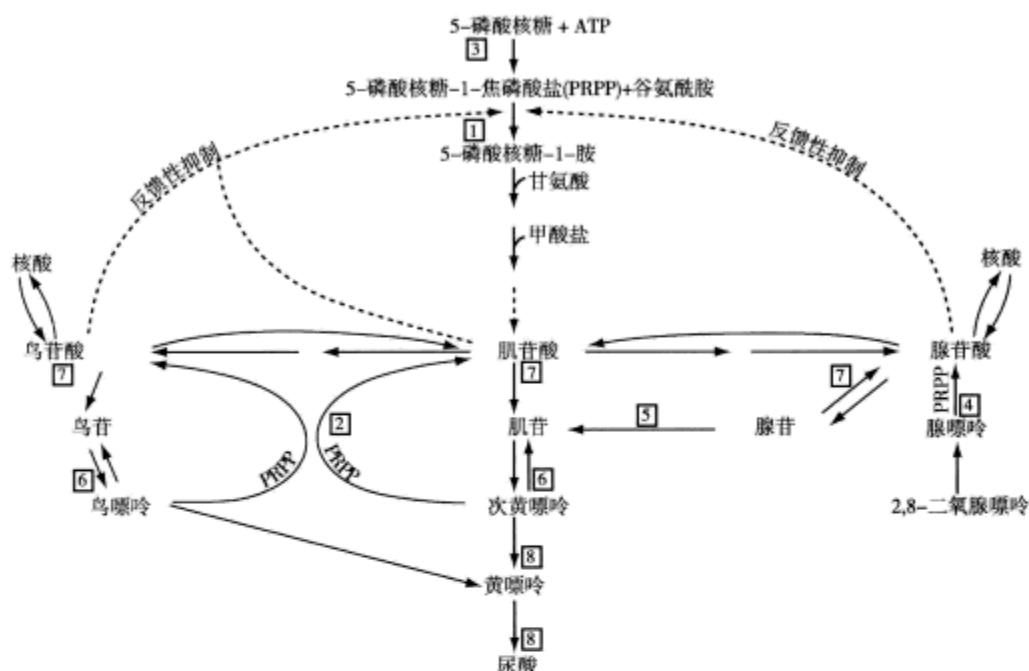 5-磷酸核糖 + ATP
3
5-磷酸核糖-1-焦磷酸盐(PRPP)+谷氨酰胺
1
5-磷酸核糖-1-胺
反馈性抑制
反馈性抑制
甘氨酸
甲酸盐
核酸
核酸
鸟苷酸
肌苷酸
腺苷酸
7
7
7
PRPP
4
鸟苷
2
肌苷
5
腺苷
腺嘌呤
6
PRPP
PRPP
6
鸟嘌呤
次黄嘌呤
2,8-二氧腺嘌呤
8
黄嘌呤
8
尿酸